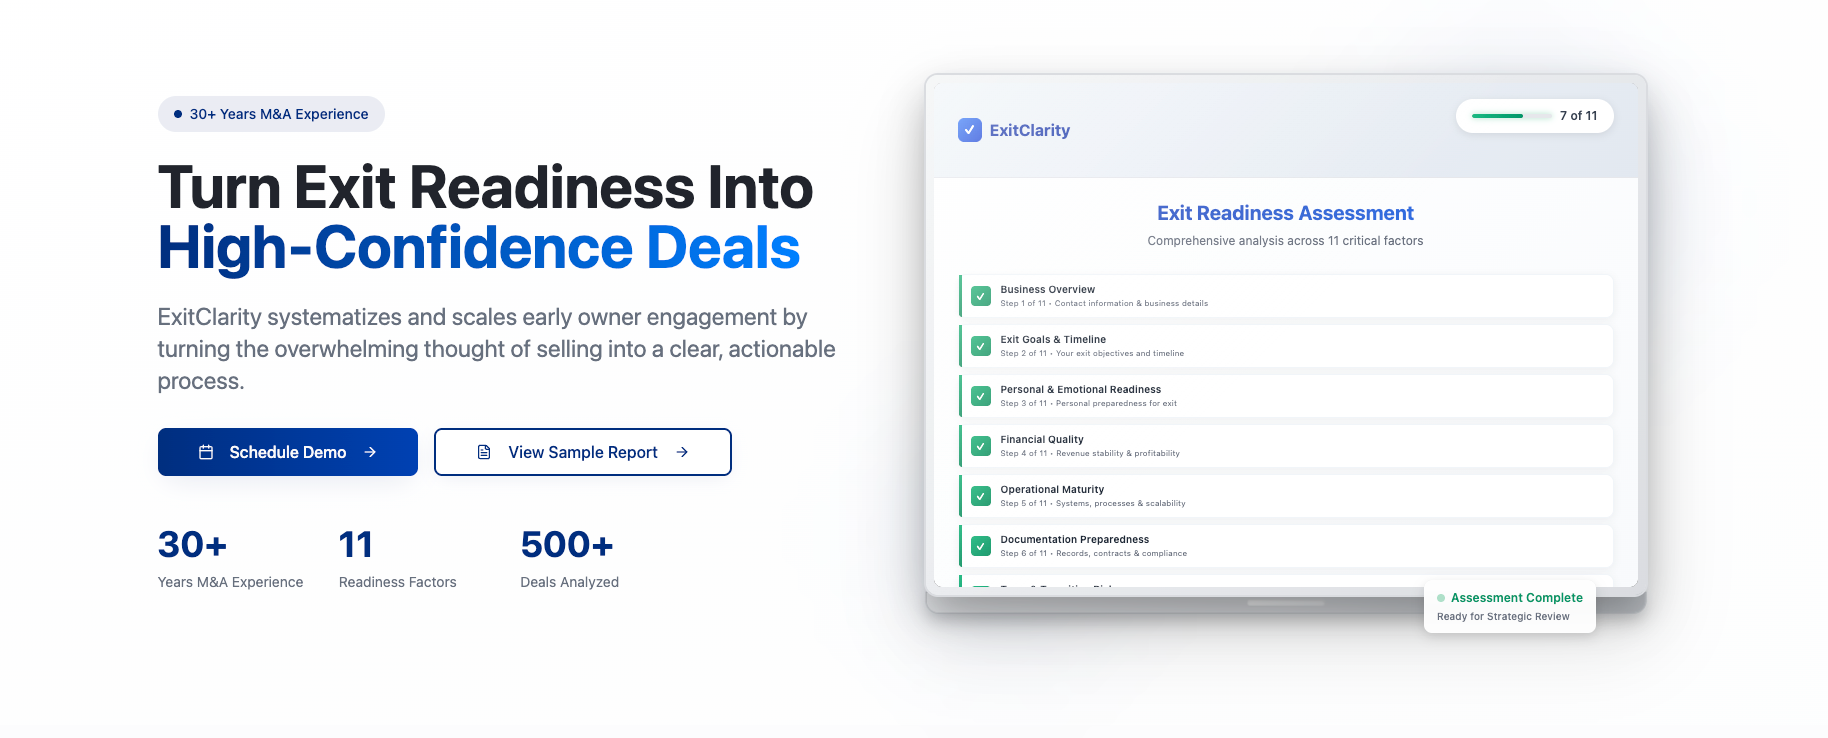 30+ Years M&A Experience
Turn Exit Readiness Into
High-Confidence Deals
ExitClarity systematizes and scales early owner engagement by
turning the overwhelming thought of selling into a clear, actionable
process.
Schedule Demo
View Sample Report
30+
Years M&A Experience
11
Readiness Factors
500+
Deals Analyzed
ExitClarity
7 of 11
Exit Readiness Assessment
Comprehensive analysis across 11 critical factors
Business Overview
Step 1 of 11 • Contact information & business details
Exit Goals & Timeline
Step 2 of 11 • Your exit objectives and timeline
Personal & Emotional Readiness
Step 3 of 11 • Personal preparedness for exit
Financial Quality
Step 4 of 11 • Revenue stability & profitability
Operational Maturity
Step 5 of 11 • Systems, processes & scalability
Documentation Preparedness
Step 6 of 11 • Records, contracts & compliance
Assessment Complete
Ready for Strategic Review